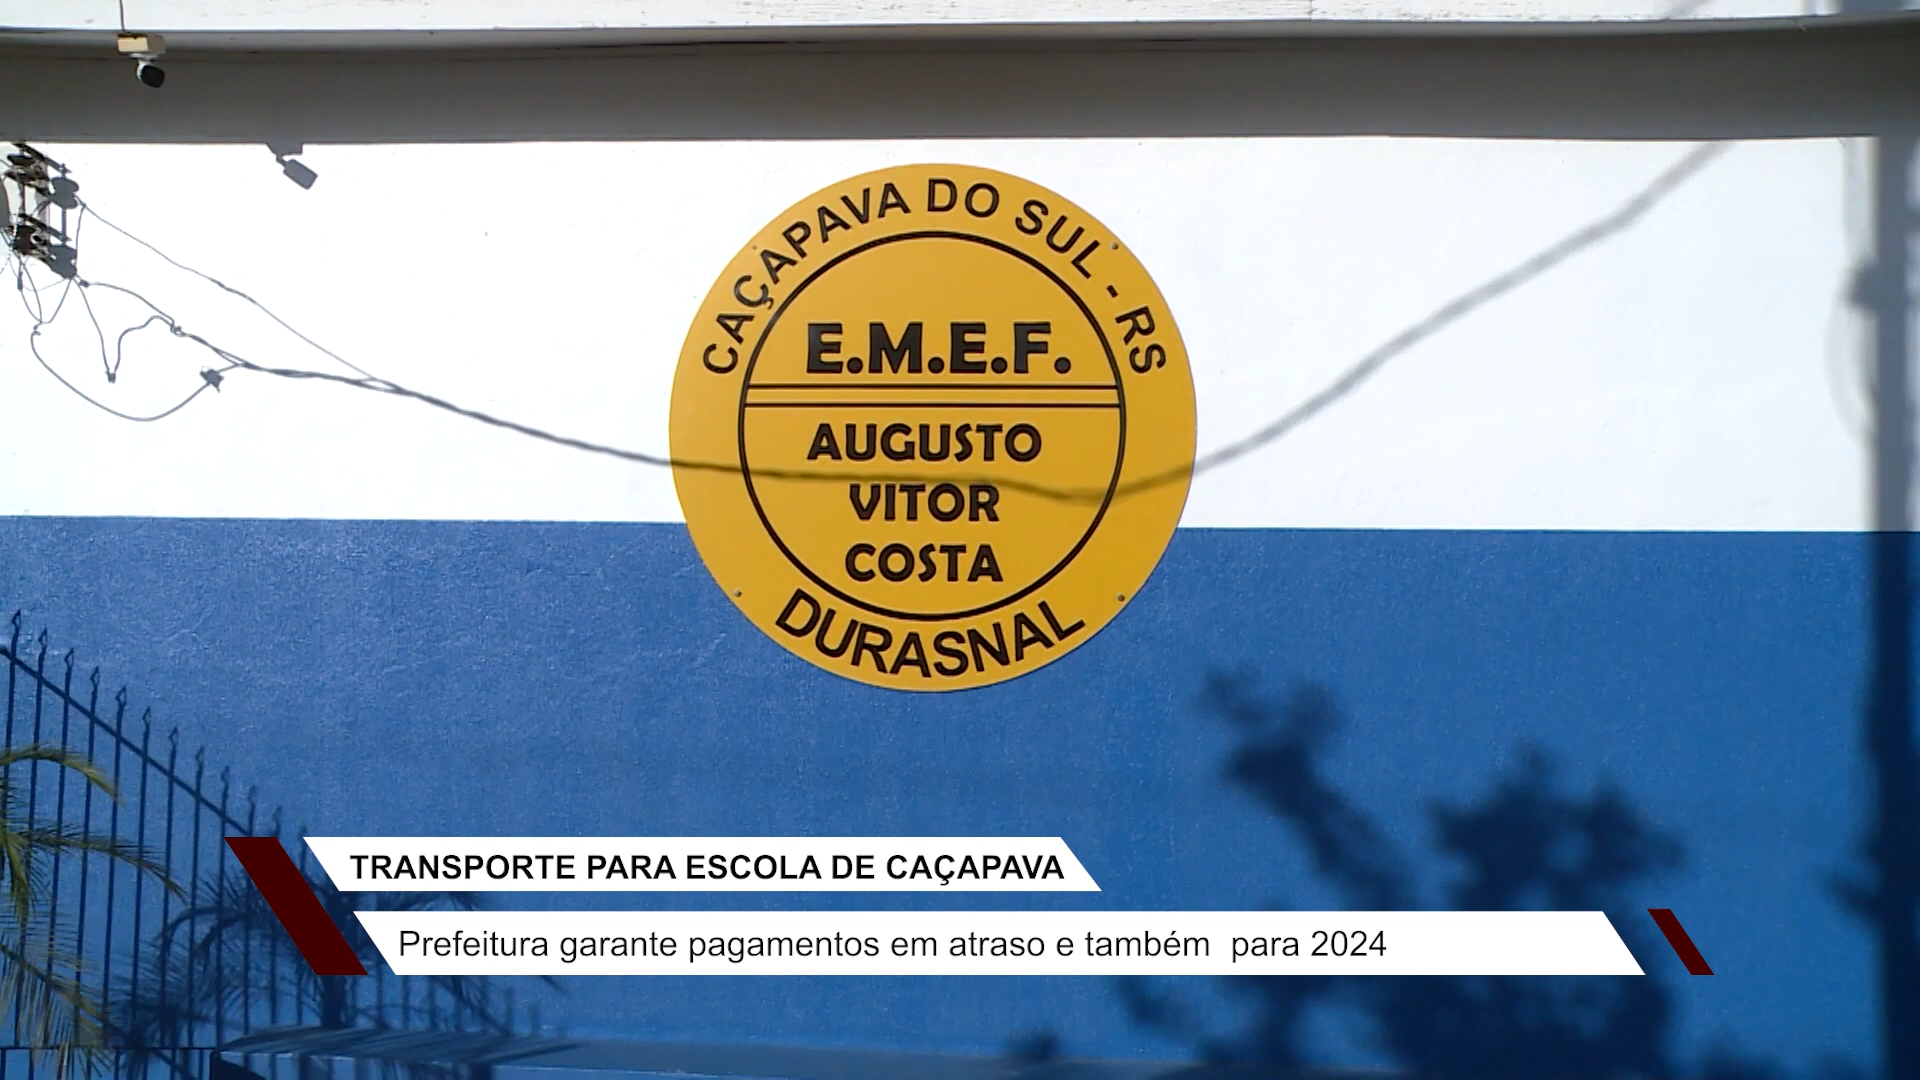 CAÇAPAVA DO SUL - RS
E.M.E.F.
AUGUSTO
VITOR
COSTA
DURASNAL
TRANSPORTE PARA ESCOLA DE CAÇAPAVA
Prefeitura garante pagamentos em atraso e também  para 2024